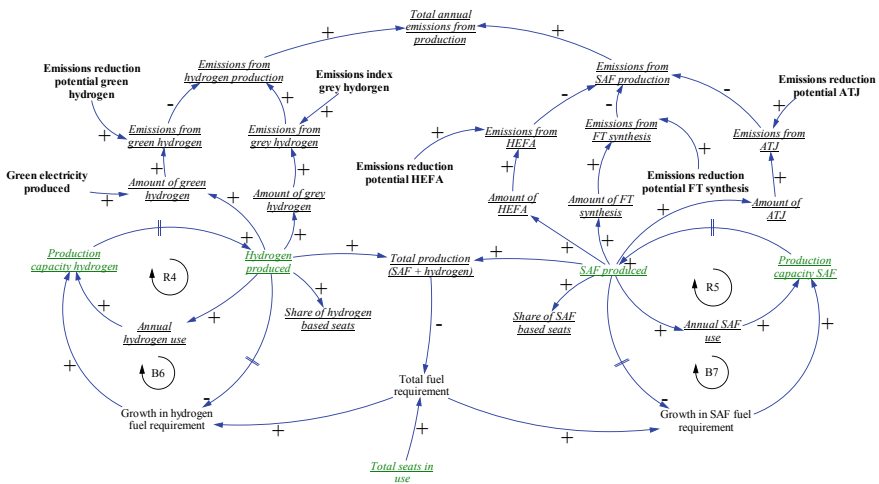 Total annual
emissions from
production
+
+
Emissions from
hydrogen production
Emissions from
SAF production
Emissions reduction
potential green
hydrogen
Emissions index
grey hydorgen
Emissions reduction
potential ATJ
-
+
-
-
-
+
+
+
+
Emissions from
green hydrogen
Emissions from
grey hydrogen
Emissions from
HEFA
Emissions from
FT synthesis
Emissions from
ATJ
+
+
+
+
+
+
Emissions reduction
potential HEFA
Emissions reduction
potential FT synthesis
Green electricity
produced
+
Amount of green
hydrogen
+
Amount of grey
hydrogen
Amount of
HEFA
Amount of FT
synthesis
Amount of
ATJ
+
+
+
+
+
+
+
+
+
Production
capacity hydrogen
Hydrogen
produced
Total production
(SAF + hydrogen)
SAF produced
Production
capacity SAF
R4
R5
+
+
+
+
Share of hydrogen
based seats
Share of SAF
based seats
Annual
hydrogen use
Annual SAF
use
-
+
+
+
+
B6
B7
Total fuel
requirement
-
-
Growth in hydrogen
fuel requirement
Growth in SAF fuel
requirement
+
+
+
Total seats in
use